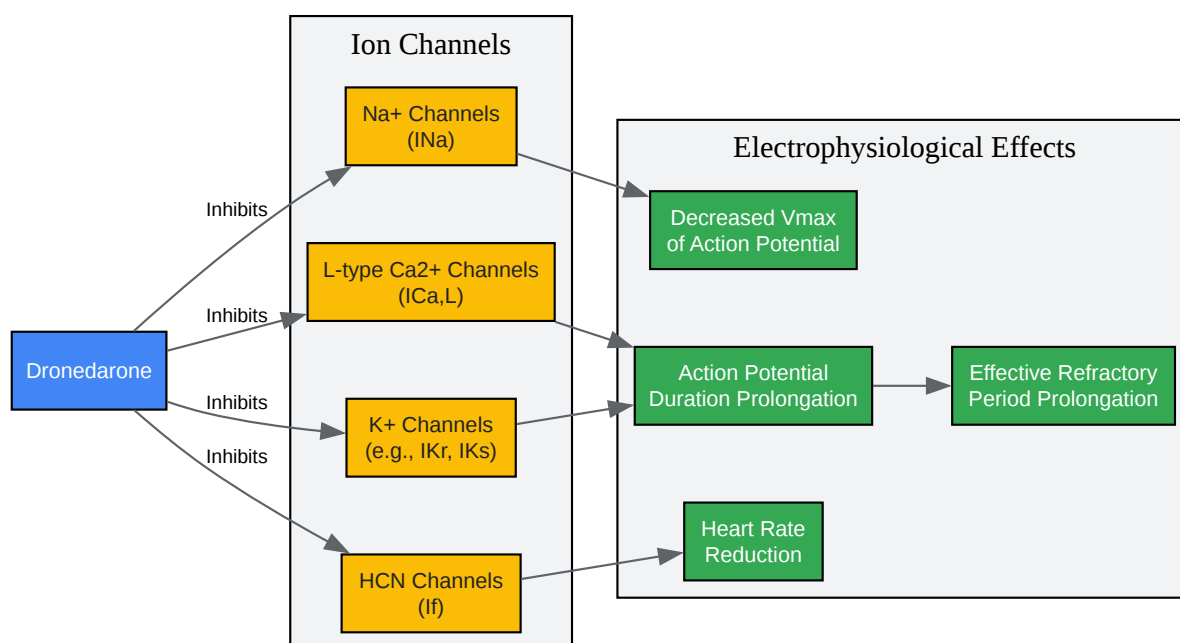 Ion Channels
Na+ Channels
(INa)
Electrophysiological Effects
Inhibits
Decreased Vmax
of Action Potential
L-type Ca2+ Channels
(ICa,L)
Inhibits
Dronedarone
Action Potential
Duration Prolongation
Effective Refractory
Period Prolongation
Inhibits
K+ Channels
(e.g., IKr, IKs)
Inhibits
Heart Rate
Reduction
HCN Channels
(If)